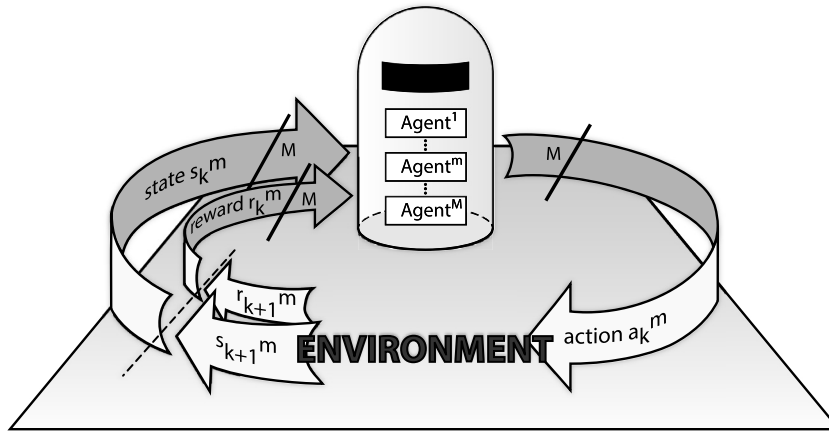 Agent¹
Agentᵐ
Agentᴹ
M
state sₖᵐ
M
reward rₖᵐ
M
rₖ₊₁ᵐ
sₖ₊₁ᵐ
ENVIRONMENT
action aₖᵐ